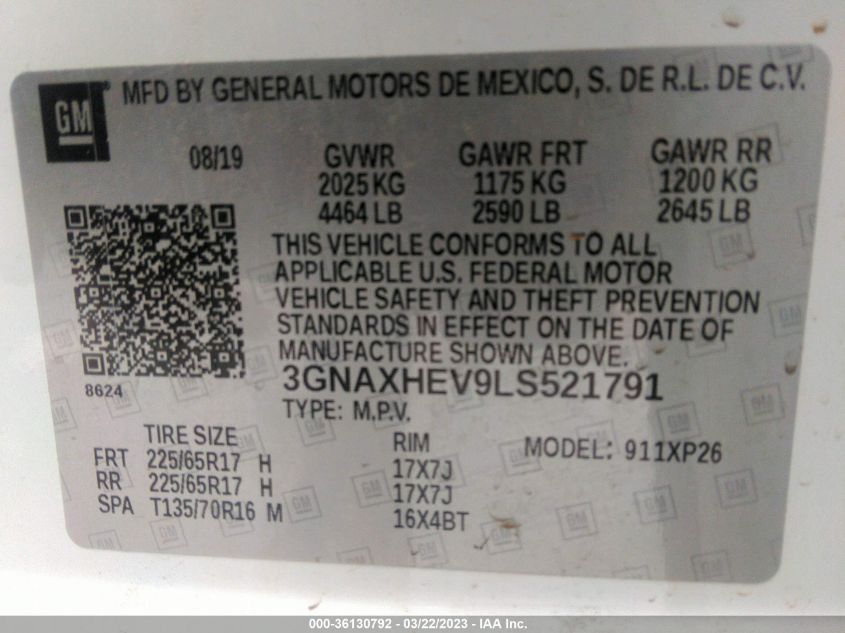 GM ® MFD BY GENERAL MOTORS DE MEXICO, S. DE R.L. DE C.V.
08/19 GVWR GAWR FRT GAWR RR
2025 KG 1175 KG 1200 KG
4464 LB 2590 LB 2645 LB
THIS VEHICLE CONFORMS TO ALL
APPLICABLE U.S. FEDERAL MOTOR
VEHICLE SAFETY AND THEFT PREVENTION
STANDARDS IN EFFECT ON THE DATE OF
MANUFACTURE SHOWN ABOVE.
8624 3GNAXHEV9LS521791
TYPE: M.P.V.
TIRE SIZE RIM MODEL: 911XP26
FRT 225/65R17 H 17X7J
RR 225/65R17 H 17X7J
SPA T135/70R16 M 16X4BT
000-36130792 - 03/22/2023 - IAA Inc.